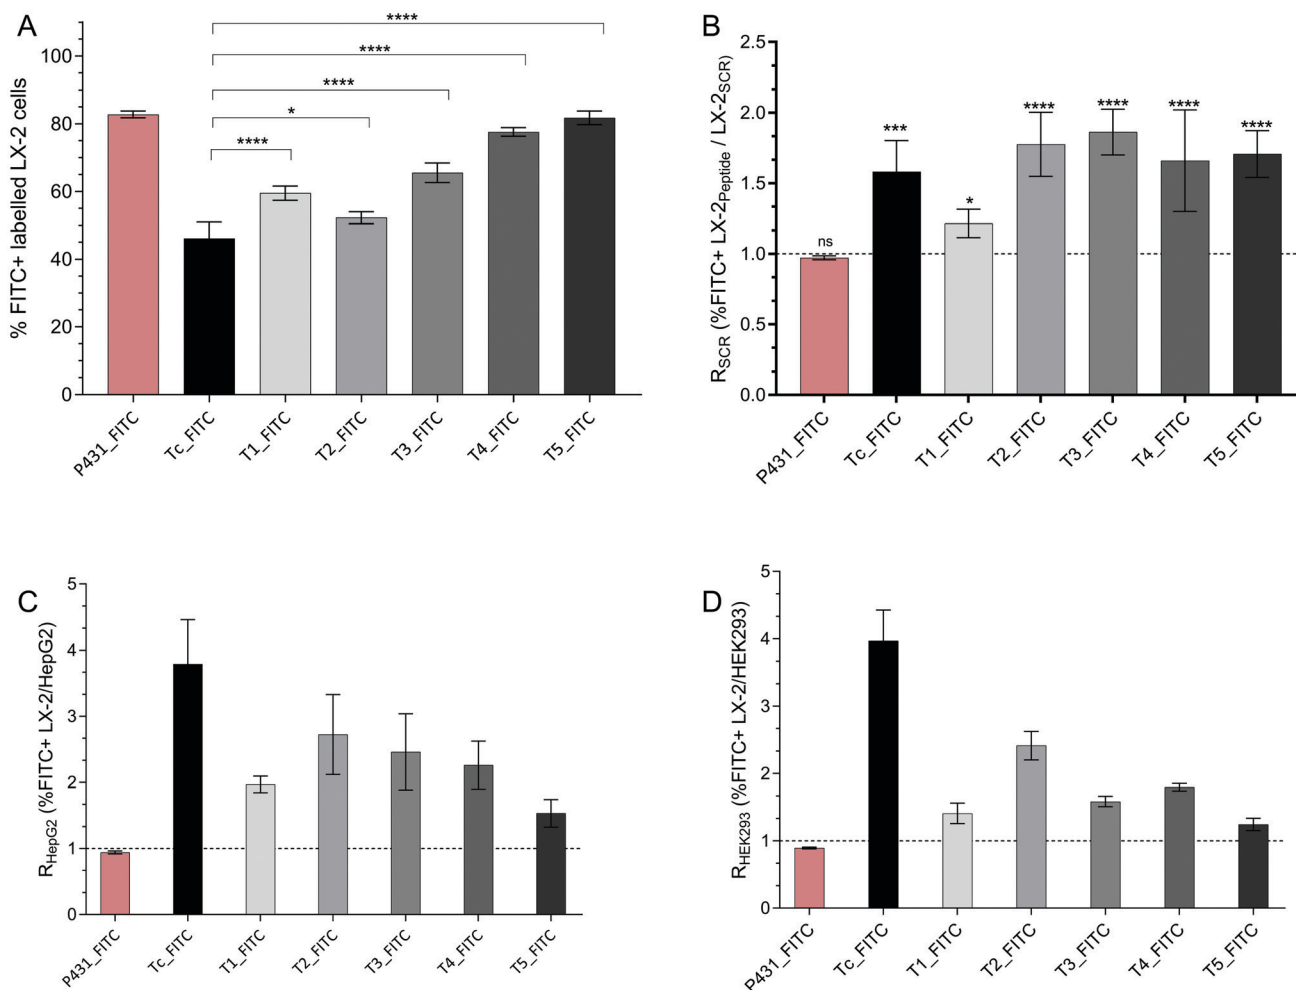 A
% FITC+ labelled LX-2 cells
100
80
60
40
20
0
****
****
****
*
****
P431_FITC
Tc_FITC
T1_FITC
T2_FITC
T3_FITC
T4_FITC
T5_FITC
B
RSCR (%FITC+ LX-2Peptide / LX-2SCR)
2.5
2.0
1.5
1.0
0.5
0.0
ns
***
*
****
****
****
****
P431_FITC
Tc_FITC
T1_FITC
T2_FITC
T3_FITC
T4_FITC
T5_FITC
C
RHepG2 (%FITC+ LX-2/HepG2)
5
4
3
2
1
0
P431_FITC
Tc_FITC
T1_FITC
T2_FITC
T3_FITC
T4_FITC
T5_FITC
D
RHEK293 (%FITC+ LX-2/HEK293)
5
4
3
2
1
0
P431_FITC
Tc_FITC
T1_FITC
T2_FITC
T3_FITC
T4_FITC
T5_FITC